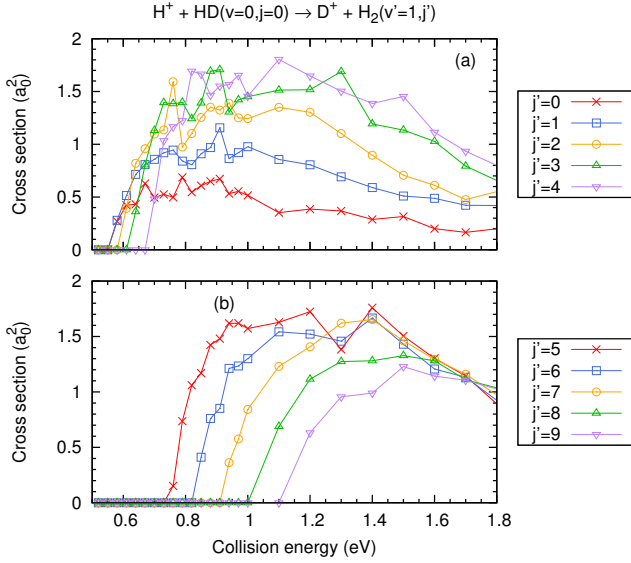 H⁺ + HD(v=0,j=0) → D⁺ + H₂(v'=1,j')
(a)
Cross section (a₀²)
2
1.5
1
0.5
0
j'=0
j'=1
j'=2
j'=3
j'=4
(b)
Cross section (a₀²)
2
1.5
1
0.5
0
0.6 0.8 1 1.2 1.4 1.6 1.8
Collision energy (eV)
j'=5
j'=6
j'=7
j'=8
j'=9